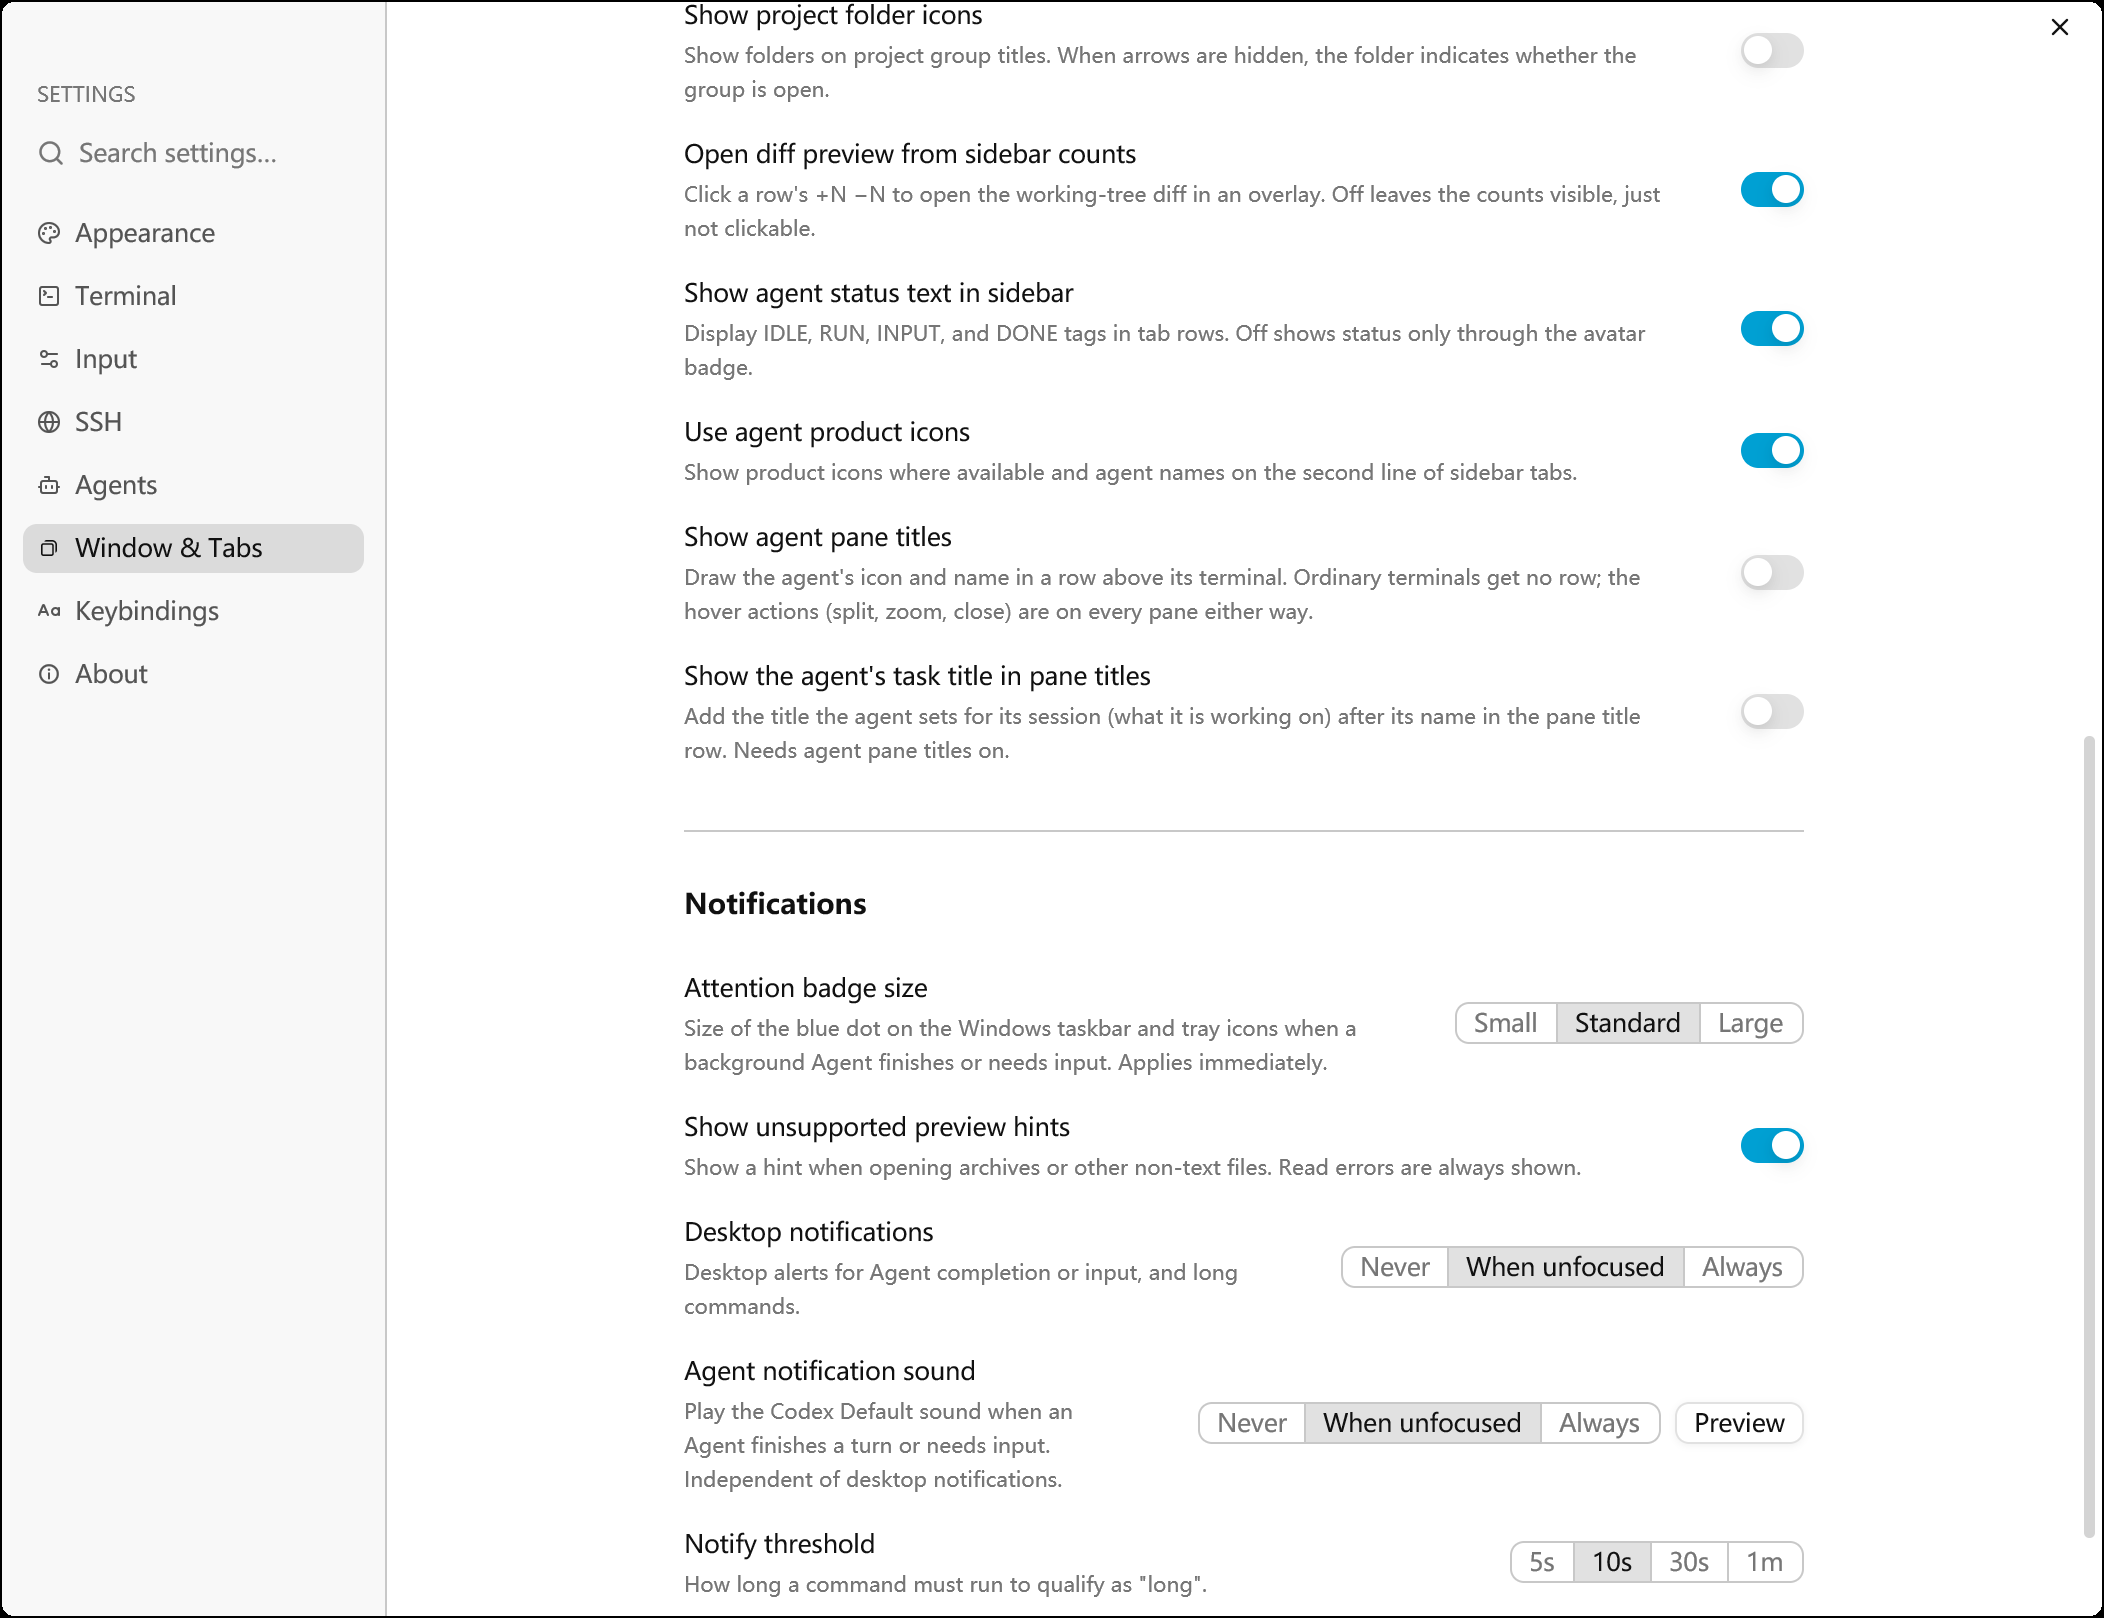 SETTINGS
Search settings...
Appearance
Terminal
Input
SSH
Agents
Window & Tabs
Aa Keybindings
About
Show project folder icons
Show folders on project group titles. When arrows are hidden, the folder indicates whether the
group is open.
Open diff preview from sidebar counts
Click a row's +N −N to open the working-tree diff in an overlay. Off leaves the counts visible, just
not clickable.
Show agent status text in sidebar
Display IDLE, RUN, INPUT, and DONE tags in tab rows. Off shows status only through the avatar
badge.
Use agent product icons
Show product icons where available and agent names on the second line of sidebar tabs.
Show agent pane titles
Draw the agent's icon and name in a row above its terminal. Ordinary terminals get no row; the
hover actions (split, zoom, close) are on every pane either way.
Show the agent's task title in pane titles
Add the title the agent sets for its session (what it is working on) after its name in the pane title
row. Needs agent pane titles on.
Notifications
Attention badge size
Size of the blue dot on the Windows taskbar and tray icons when a
background Agent finishes or needs input. Applies immediately.
Small Standard Large
Show unsupported preview hints
Show a hint when opening archives or other non-text files. Read errors are always shown.
Desktop notifications
Desktop alerts for Agent completion or input, and long
commands.
Never When unfocused Always
Agent notification sound
Play the Codex Default sound when an
Agent finishes a turn or needs input.
Independent of desktop notifications.
Never When unfocused Always Preview
Notify threshold
How long a command must run to qualify as "long".
5s 10s 30s 1m